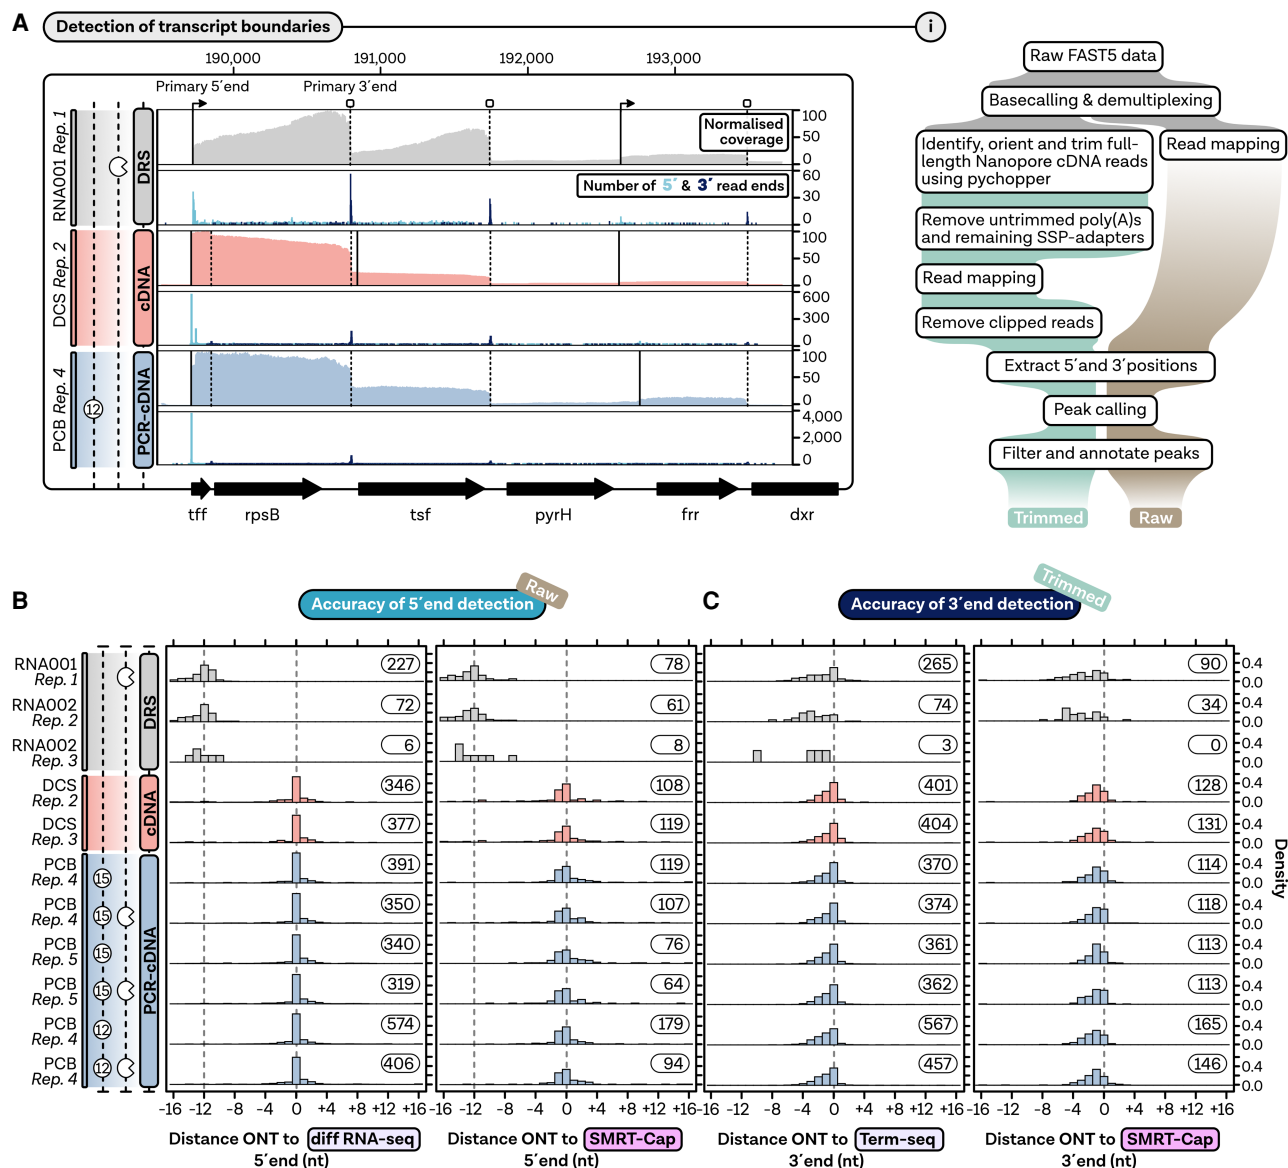 A
Detection of transcript boundaries
i
190,000 191,000 192,000 193,000
Primary 5´end Primary 3´end
RNA001 Rep. 1
DRS
Normalised
coverage
100
50
0
Number of 5´ & 3´ read ends
60
30
0
DCS Rep. 2
cDNA
100
50
0
600
300
0
PCB Rep. 4
12
PCR-cDNA
100
50
0
4,000
2,000
0
tff rpsB tsf pyrH frr dxr
Raw FAST5 data
Basecalling & demultiplexing
Identify, orient and trim full-
length Nanopore cDNA reads
using pychopper
Read mapping
Remove untrimmed poly(A)s
and remaining SSP-adapters
Read mapping
Remove clipped reads
Extract 5´and 3´positions
Peak calling
Filter and annotate peaks
Trimmed Raw
B
Accuracy of 5´end detection
Raw
C
Accuracy of 3´end detection
Trimmed
DRS
cDNA
PCR-cDNA
RNA001
Rep. 1
227 78 265 90 0.4
0.0
RNA002
Rep. 2
72 61 74 34 0.4
0.0
RNA002
Rep. 3
6 8 3 0 0.4
0.0
DCS
Rep. 2
346 108 401 128 0.4
0.0
DCS
Rep. 3
377 119 404 131 0.4
0.0
PCB
Rep. 4
15 391 119 370 114 0.4
0.0
PCB
Rep. 4
15 350 107 374 118 0.4
0.0
PCB
Rep. 5
15 340 76 361 113 0.4
0.0
PCB
Rep. 5
15 319 64 362 113 0.4
0.0
PCB
Rep. 4
12 574 179 567 165 0.4
0.0
PCB
Rep. 4
12 406 94 457 146 0.4
0.0
Density
-16 -12 -8 -4 0 +4 +8 +12 +16
-16 -12 -8 -4 0 +4 +8 +12 +16
-16 -12 -8 -4 0 +4 +8 +12 +16
-16 -12 -8 -4 0 +4 +8 +12 +16
Distance ONT to diff RNA-seq
5´end (nt)
Distance ONT to SMRT-Cap
5´end (nt)
Distance ONT to Term-seq
3´end (nt)
Distance ONT to SMRT-Cap
3´end (nt)